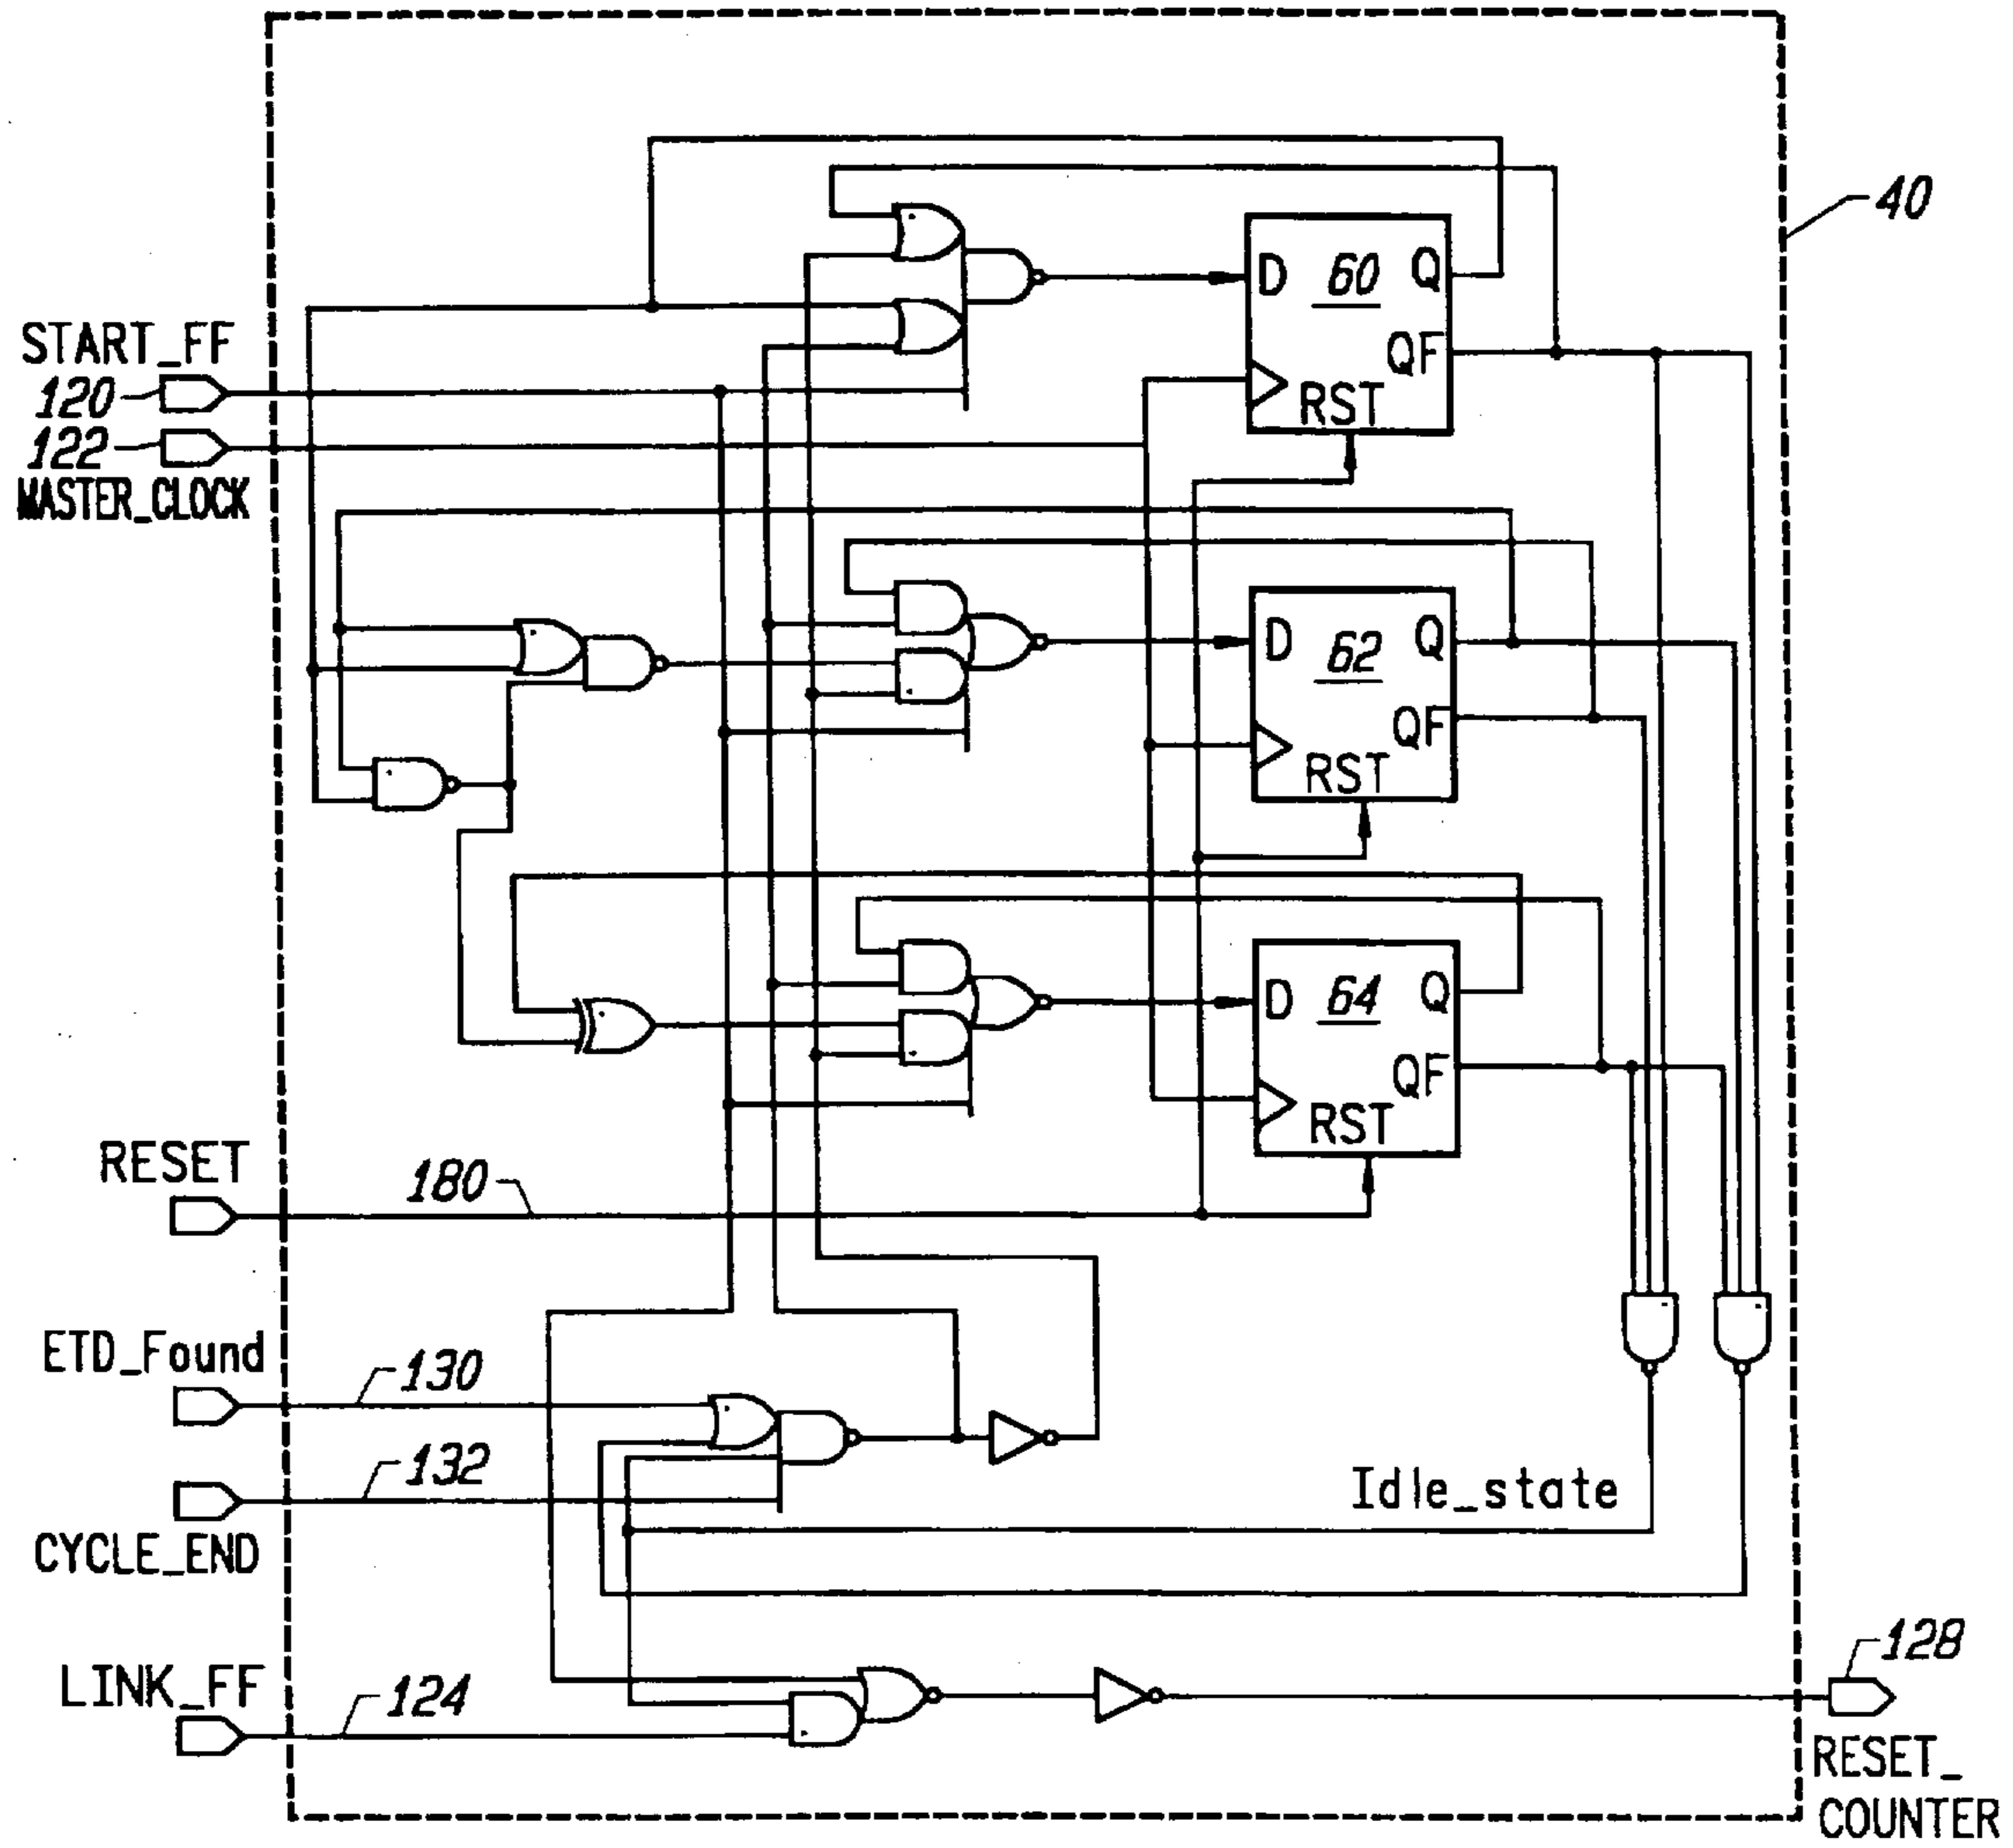 40
START_FF
120
122
MASTER_CLOCK
D 60 Q
QF
RST
D 62 Q
QF
RST
D 64 Q
QF
RST
RESET
180
ETD_Found
130
132
CYCLE_END
Idle_state
LINK_FF
124
128
RESET_
COUNTER